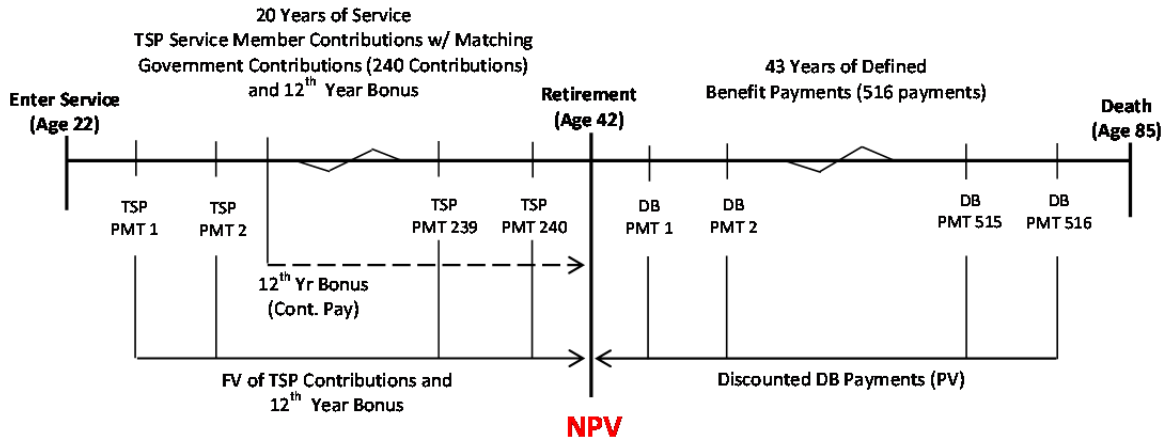 20 Years of Service
TSP Service Member Contributions w/ Matching
Government Contributions (240 Contributions)
and 12th Year Bonus
43 Years of Defined
Benefit Payments (516 payments)
Enter Service
(Age 22)
Retirement
(Age 42)
Death
(Age 85)
TSP
PMT 1
TSP
PMT 2
TSP
PMT 239
TSP
PMT 240
DB
PMT 1
DB
PMT 2
DB
PMT 515
DB
PMT 516
12th Yr Bonus
(Cont. Pay)
FV of TSP Contributions and
12th Year Bonus
Discounted DB Payments (PV)
NPV